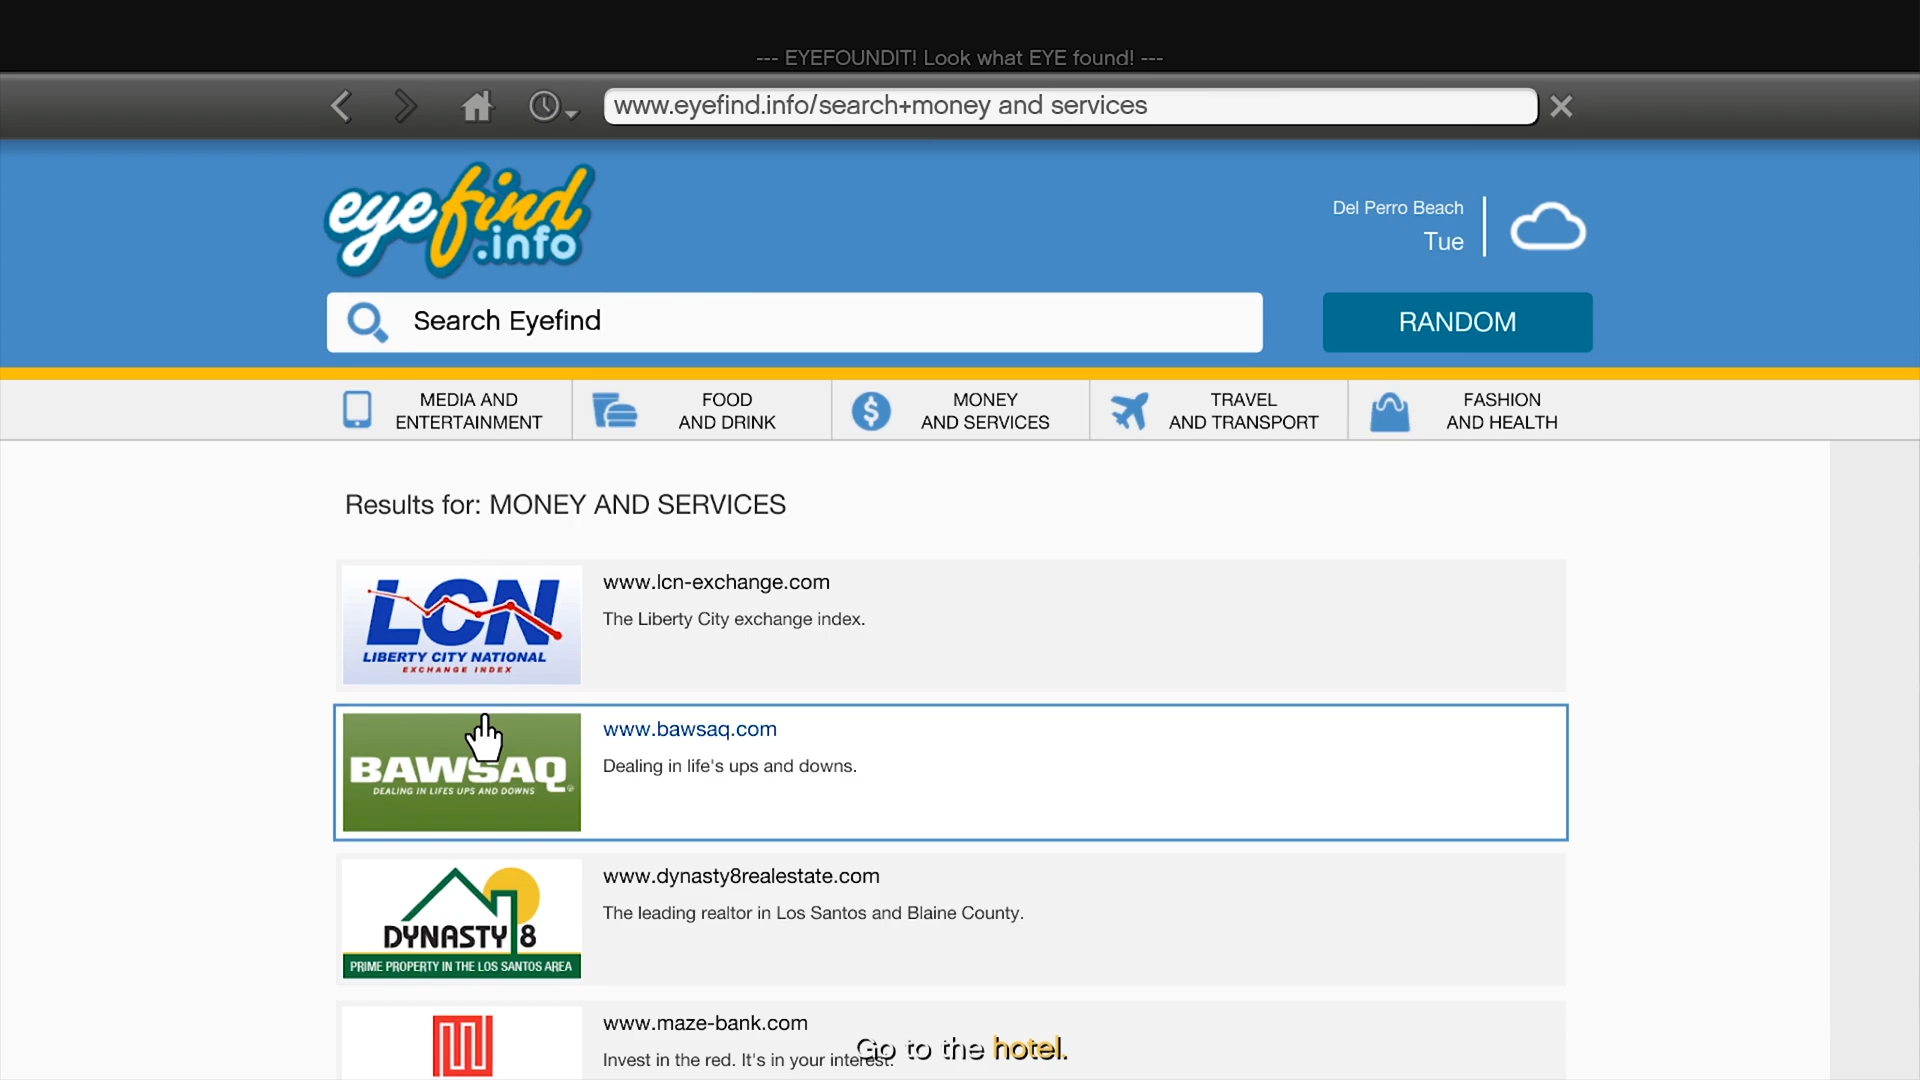 --- EYEFOUNDIT! Look what EYE found! ---
www.eyefind.info/search+money and services
eyefind
.info
Del Perro Beach
Tue
Search Eyefind
RANDOM
MEDIA AND
ENTERTAINMENT
FOOD
AND DRINK
MONEY
AND SERVICES
TRAVEL
AND TRANSPORT
FASHION
AND HEALTH
Results for: MONEY AND SERVICES
LCN
LIBERTY CITY NATIONAL
EXCHANGE INDEX
www.lcn-exchange.com
The Liberty City exchange index.
BAWSAQ
DEALING IN LIFES UPS AND DOWNS
www.bawsaq.com
Dealing in life's ups and downs.
DYNASTY 8
PRIME PROPERTY IN THE LOS SANTOS AREA
www.dynasty8realestate.com
The leading realtor in Los Santos and Blaine County.
www.maze-bank.com
Invest in the red. It's in your interest.
Go to the hotel.